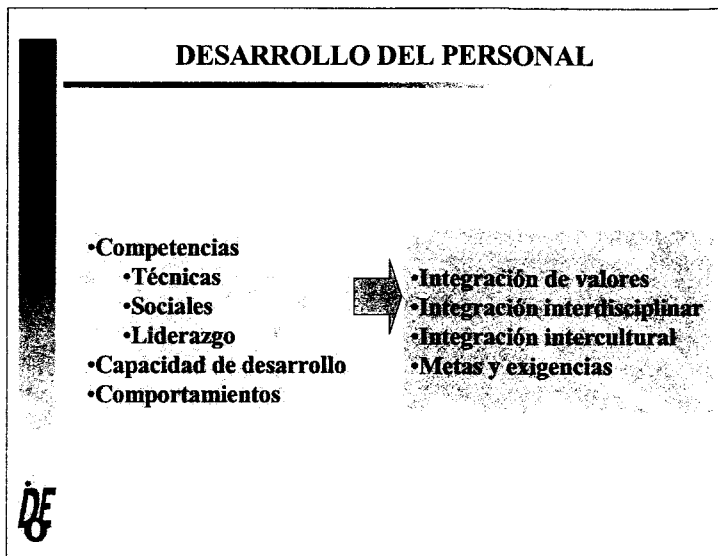 DESARROLLO DEL PERSONAL
•Competencias
•Técnicas
•Sociales
•Liderazgo
•Capacidad de desarrollo
•Comportamientos
•Integración de valores
•Integración interdisciplinar
•Integración intercultural
•Metas y exigencias